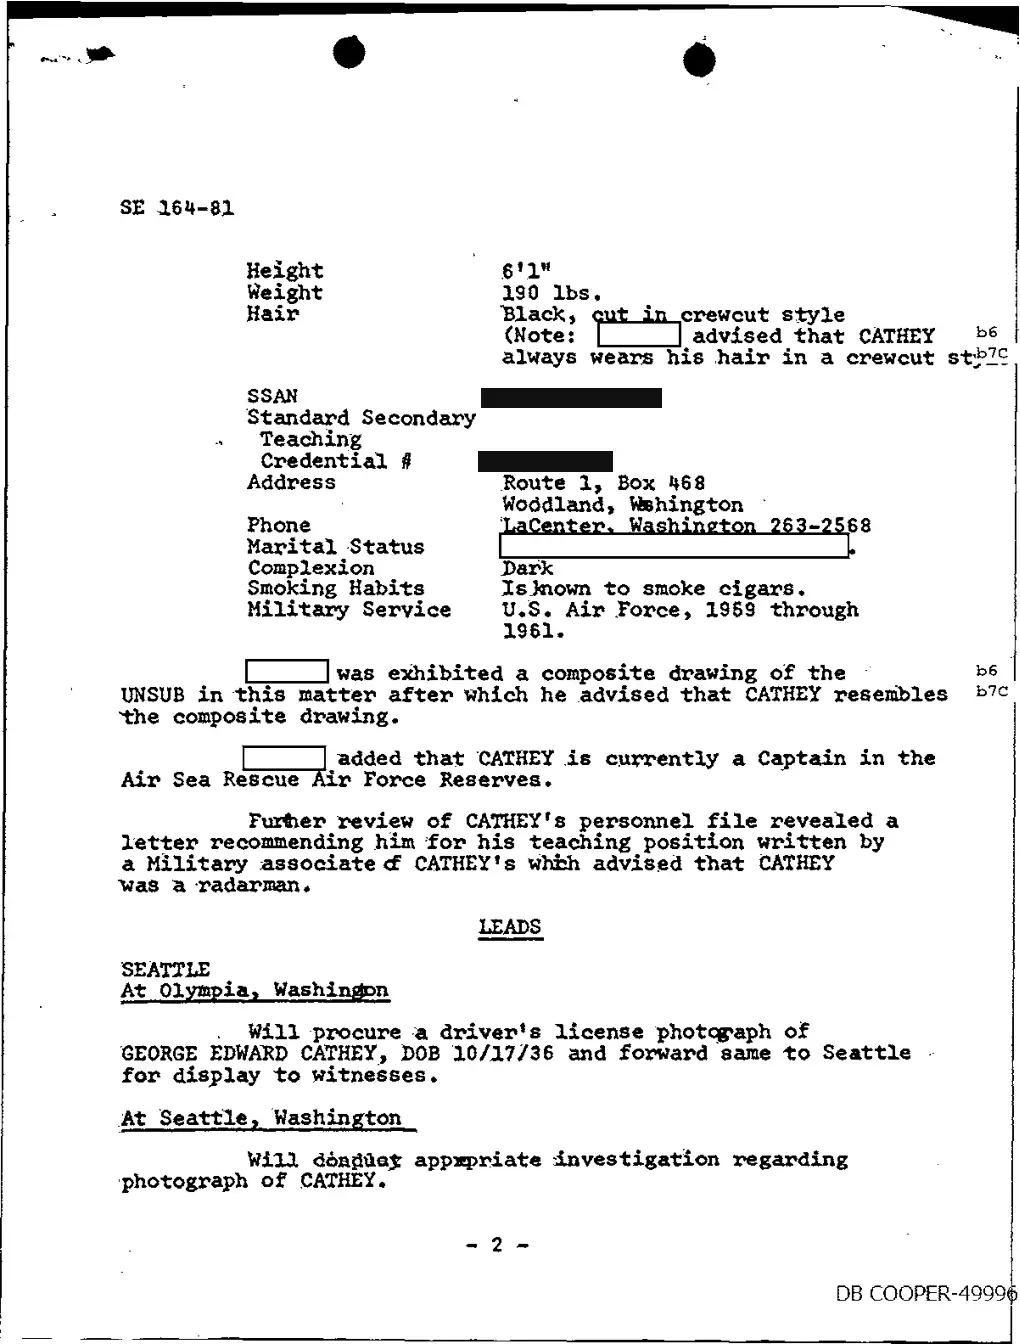 SE 164-81
Height 6'1"
Weight 190 lbs.
Hair Black, cut in crewcut style
(Note: advised that CATHEY b6
always wears his hair in a crewcut b7C
SSAN
Standard Secondary
Teaching
Credential #
Address Route 1, Box 468
Woddland, Washington
Phone LaCenter, Washington 263-2568
Marital Status .
Complexion Dark
Smoking Habits Is known to smoke cigars.
Military Service U.S. Air Force, 1959 through
1961.
was exhibited a composite drawing of the b6
UNSUB in this matter after which he advised that CATHEY resembles b7C
the composite drawing.
added that CATHEY is currently a Captain in the
Air Sea Rescue Air Force Reserves.
Further review of CATHEY's personnel file revealed a
letter recommending him for his teaching position written by
a Military associate of CATHEY's which advised that CATHEY
was a radarman.
LEADS
SEATTLE
At Olympia, Washington
Will procure a driver's license photograph of
GEORGE EDWARD CATHEY, DOB 10/17/36 and forward same to Seattle
for display to witnesses.
At Seattle, Washington
Will conduct appropriate investigation regarding
photograph of CATHEY.
- 2 -
DB COOPER-49996